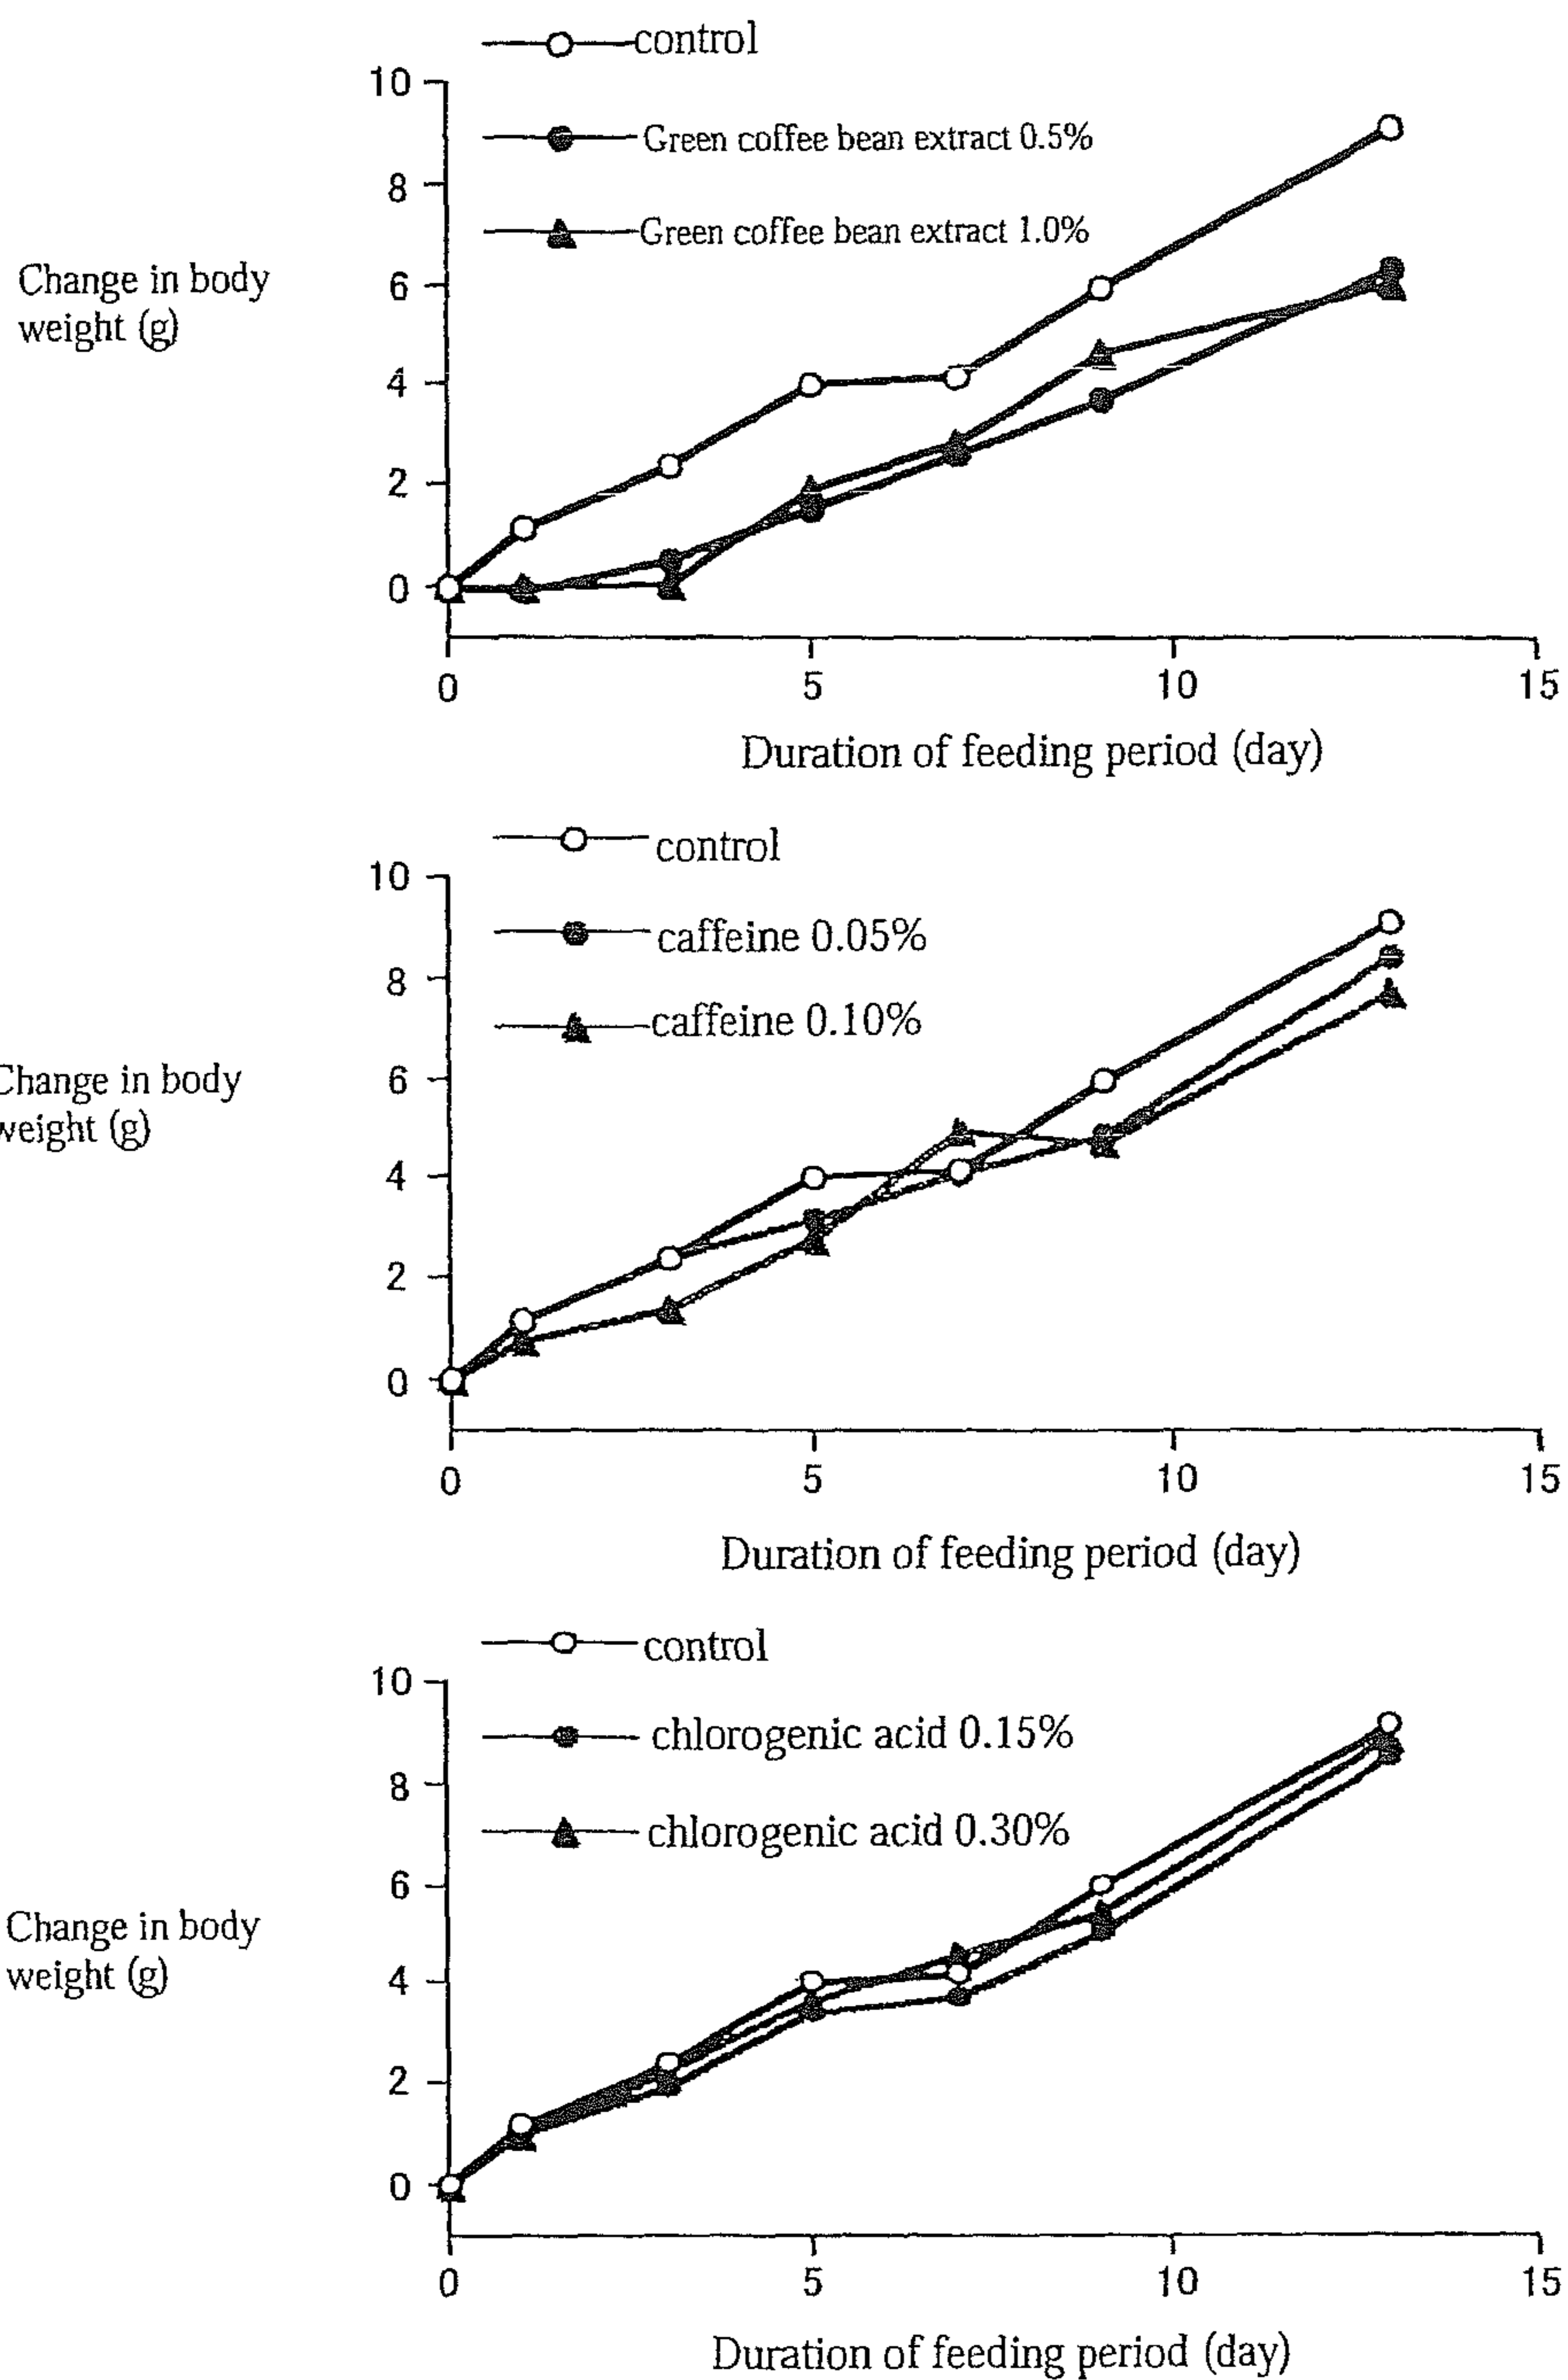 control
10
Green coffee bean extract 0.5%
8
Green coffee bean extract 1.0%
Change in body
weight (g)
6
4
2
0
0 5 10 15
Duration of feeding period (day)
control
10
caffeine 0.05%
8
caffeine 0.10%
Change in body
weight (g)
6
4
2
0
0 5 10 15
Duration of feeding period (day)
control
10
chlorogenic acid 0.15%
8
chlorogenic acid 0.30%
6
Change in body
weight (g)
4
2
0
0 5 10 15
Duration of feeding period (day)